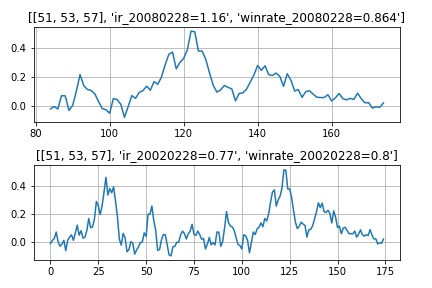 [[51, 53, 57], 'ir_20080228=1.16', 'winrate_20080228=0.864']
0.4
0.2
0.0
80 100 120 140 160
[[51, 53, 57], 'ir_20020228=0.77', 'winrate_20020228=0.8']
0.4
0.2
0.0
0 25 50 75 100 125 150 175